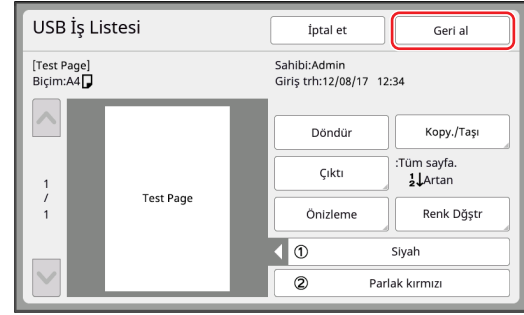 USB İş Listesi
İptal et
Geri al
[Test Page]
Biçim:A4
Sahibi:Admin
Giriş trh:12/08/17 12:34
Döndür
Kopy./Taşı
Çıktı
:Tüm sayfa.
1
2
Artan
1
/
1
Test Page
Önizleme
Renk Dğştr
① Siyah
② Parlak kırmızı